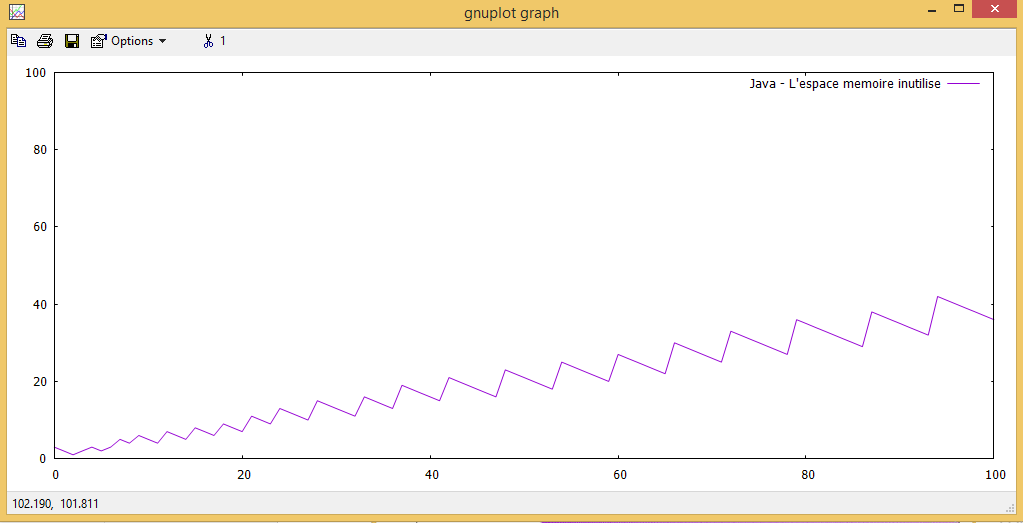 gnuplot graph
Options 1
Java - L'espace memoire inutilise
100
80
60
40
20
0
0 20 40 60 80 100
102.190, 101.811